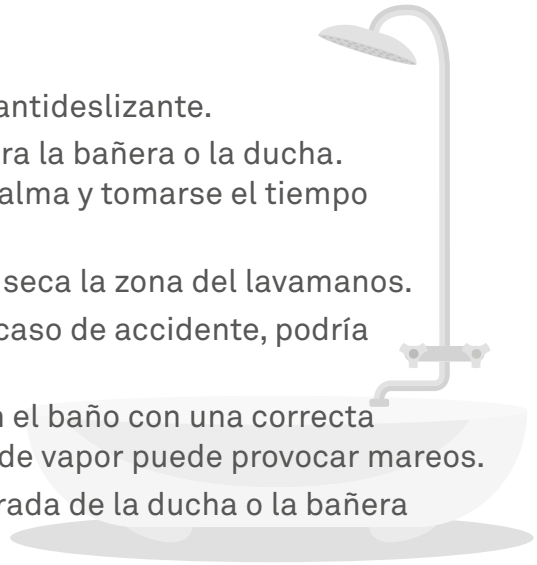 antideslizante.
ra la bañera o la ducha.
alma y tomarse el tiempo
seca la zona del lavamanos.
caso de accidente, podría
el baño con una correcta
de vapor puede provocar mareos.
rada de la ducha o la bañera